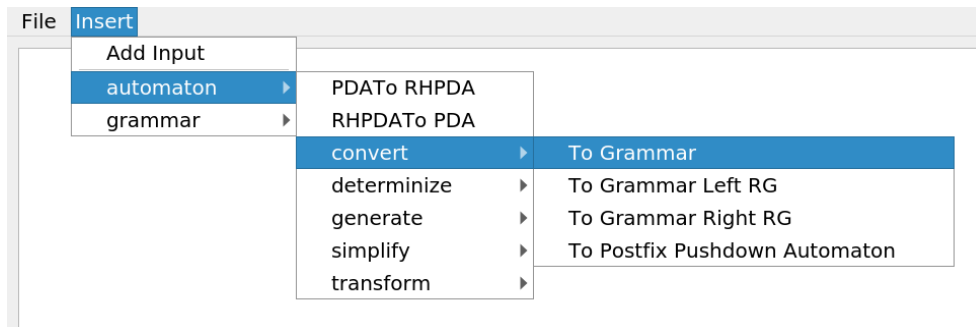 File Insert
Add Input
automaton
grammar
PDATo RHPDA
RHPDATo PDA
convert
determinize
generate
simplify
transform
To Grammar
To Grammar Left RG
To Grammar Right RG
To Postfix Pushdown Automaton